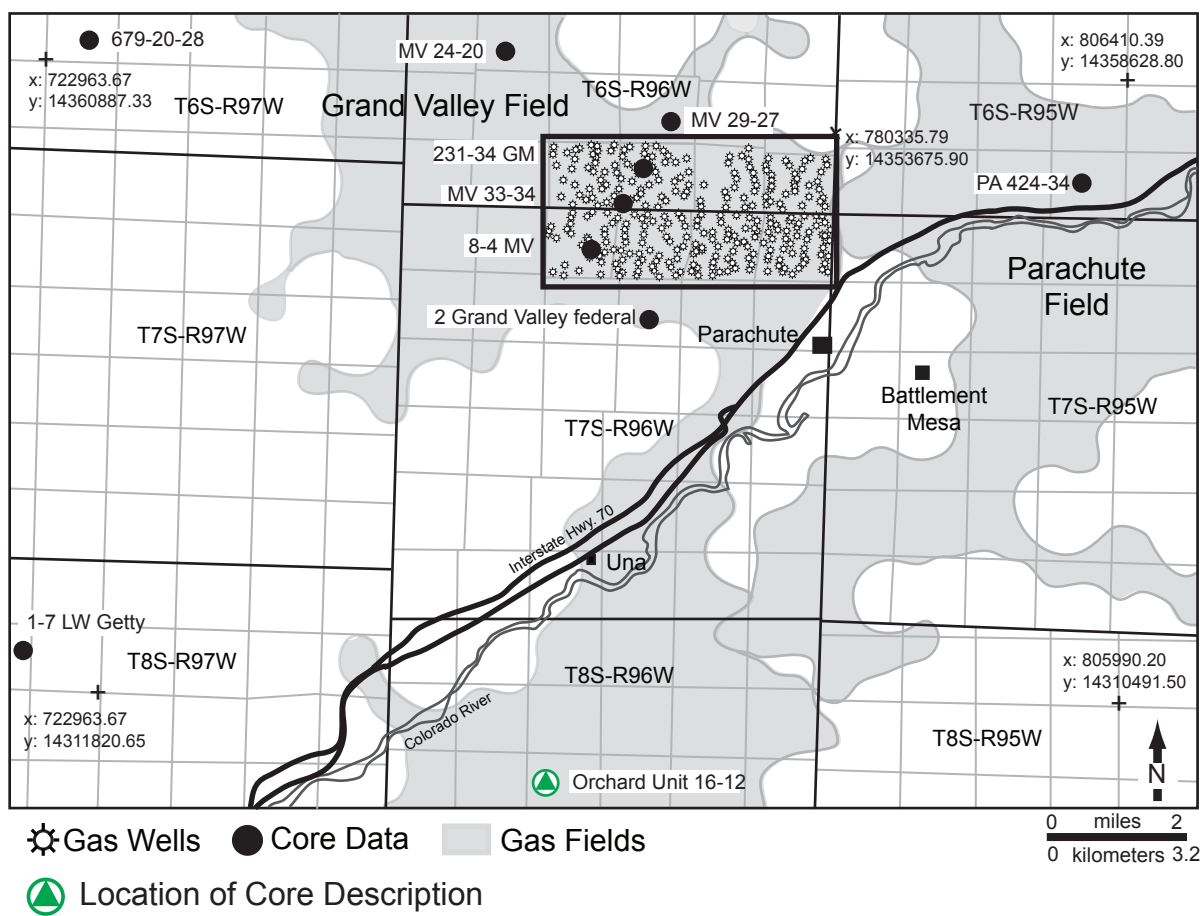 679-20-28
MV 24-20
x: 806410.39
y: 14358628.80
x: 722963.67
y: 14360887.33
T6S-R97W
Grand Valley Field
T6S-R96W
T6S-R95W
MV 29-27
x: 780335.79
y: 14353675.90
231-34 GM
PA 424-34
MV 33-34
8-4 MV
Parachute
Field
2 Grand Valley federal
Parachute
T7S-R97W
Battlement
Mesa
T7S-R95W
T7S-R96W
Interstate Hwy. 70
Una
1-7 LW Getty
T8S-R97W
T8S-R96W
x: 805990.20
y: 14310491.50
x: 722963.67
y: 14311820.65
Colorado River
T8S-R95W
N
Orchard Unit 16-12
0 miles 2
0 kilometers 3.2
Gas Wells
Core Data
Gas Fields
Location of Core Description